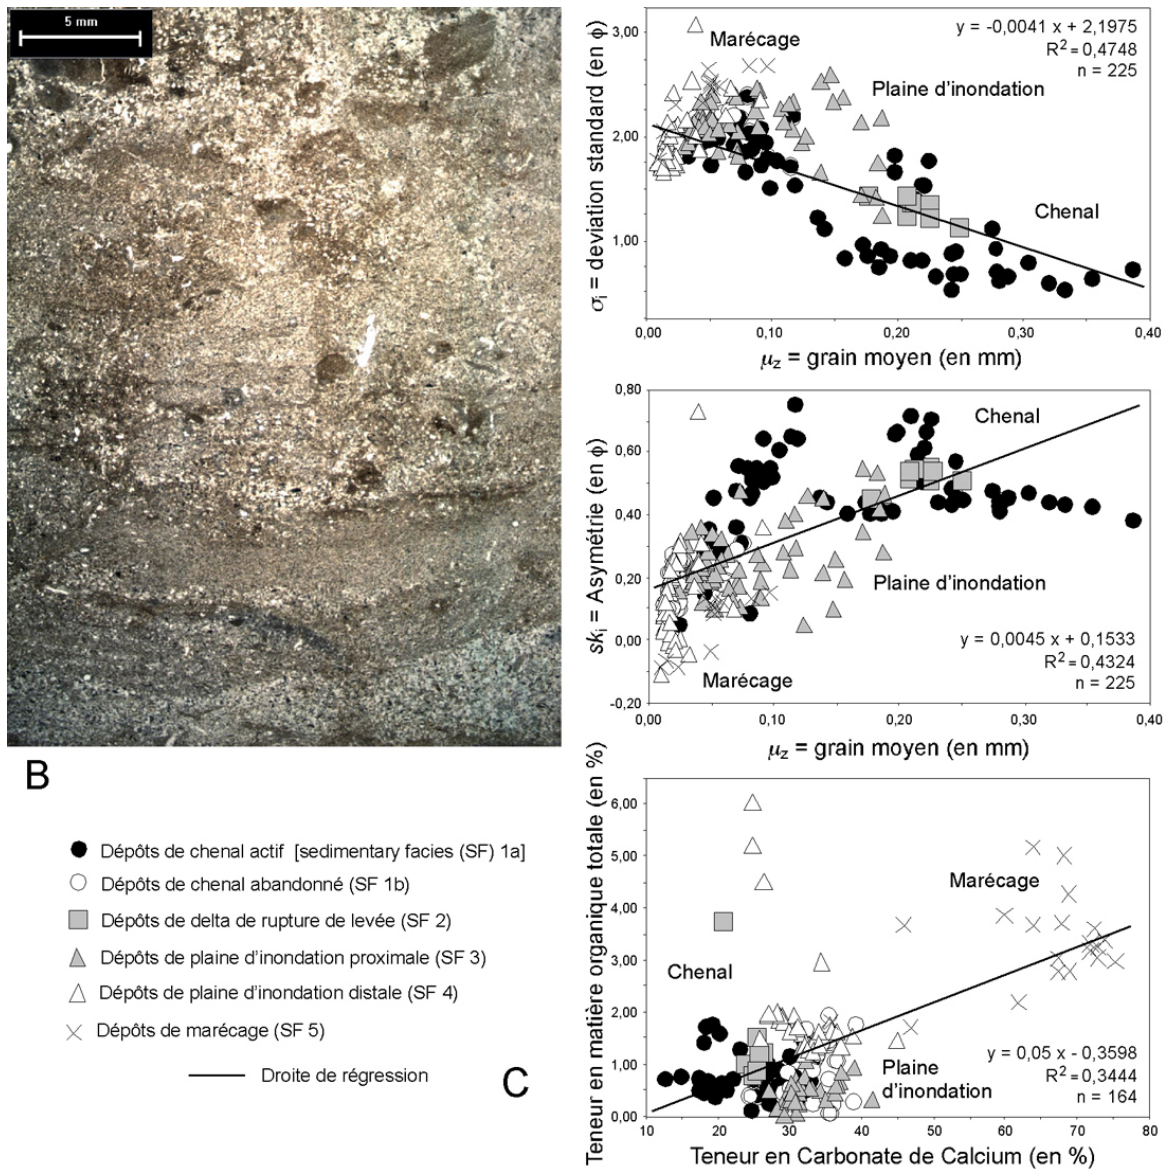 5 mm
B
Dépôts de chenal actif [sedimentary facies (SF) 1a]
Dépôts de chenal abandonné (SF 1b)
Dépôts de delta de rupture de levée (SF 2)
Dépôts de plaine d'inondation proximale (SF 3)
Dépôts de plaine d'inondation distale (SF 4)
Dépôts de marécage (SF 5)
Droite de régression
C
σi = deviation standard (en ϕ)
3,00
2,00
1,00
Marécage
y = -0,0041 x + 2,1975
R² = 0,4748
n = 225
Plaine d'inondation
Chenal
0,00 0,10 0,20 0,30 0,40
μz = grain moyen (en mm)
ski = Asymétrie (en ϕ)
0,80
0,60
0,40
0,20
0,00
-0,20
Chenal
Plaine d'inondation
Marécage
y = 0,0045 x + 0,1533
R² = 0,4324
n = 225
0,00 0,10 0,20 0,30 0,40
μz = grain moyen (en mm)
Teneur en matière organique totale (en %)
6,00
5,00
4,00
3,00
2,00
1,00
0,00
Marécage
Chenal
Plaine
d'inondation
y = 0,05 x - 0,3598
R² = 0,3444
n = 164
10 20 30 40 50 60 70 80
Teneur en Carbonate de Calcium (en %)